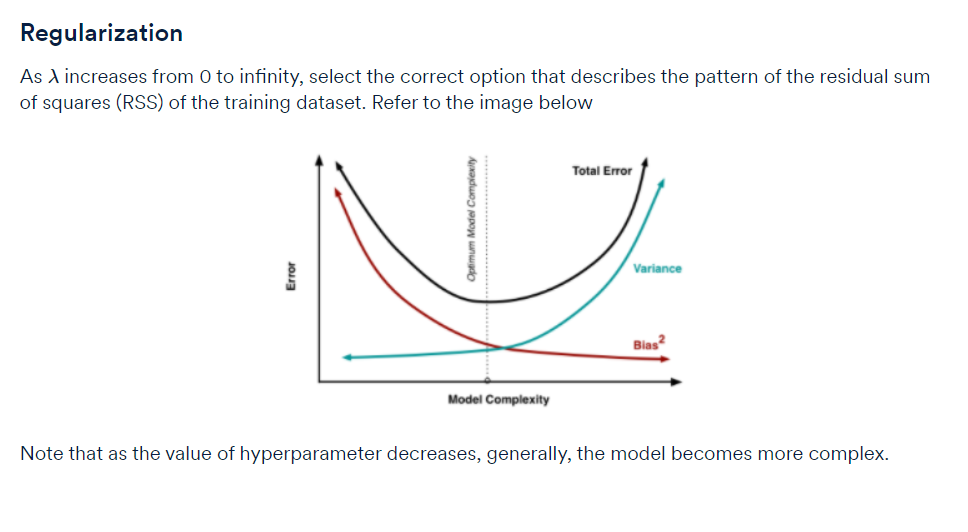 Regularization
As λ increases from 0 to infinity, select the correct option that describes the pattern of the residual sum
of squares (RSS) of the training dataset. Refer to the image below
Optimum Model Complexity
Total Error
Error
Variance
Bias²
Model Complexity
Note that as the value of hyperparameter decreases, generally, the model becomes more complex.